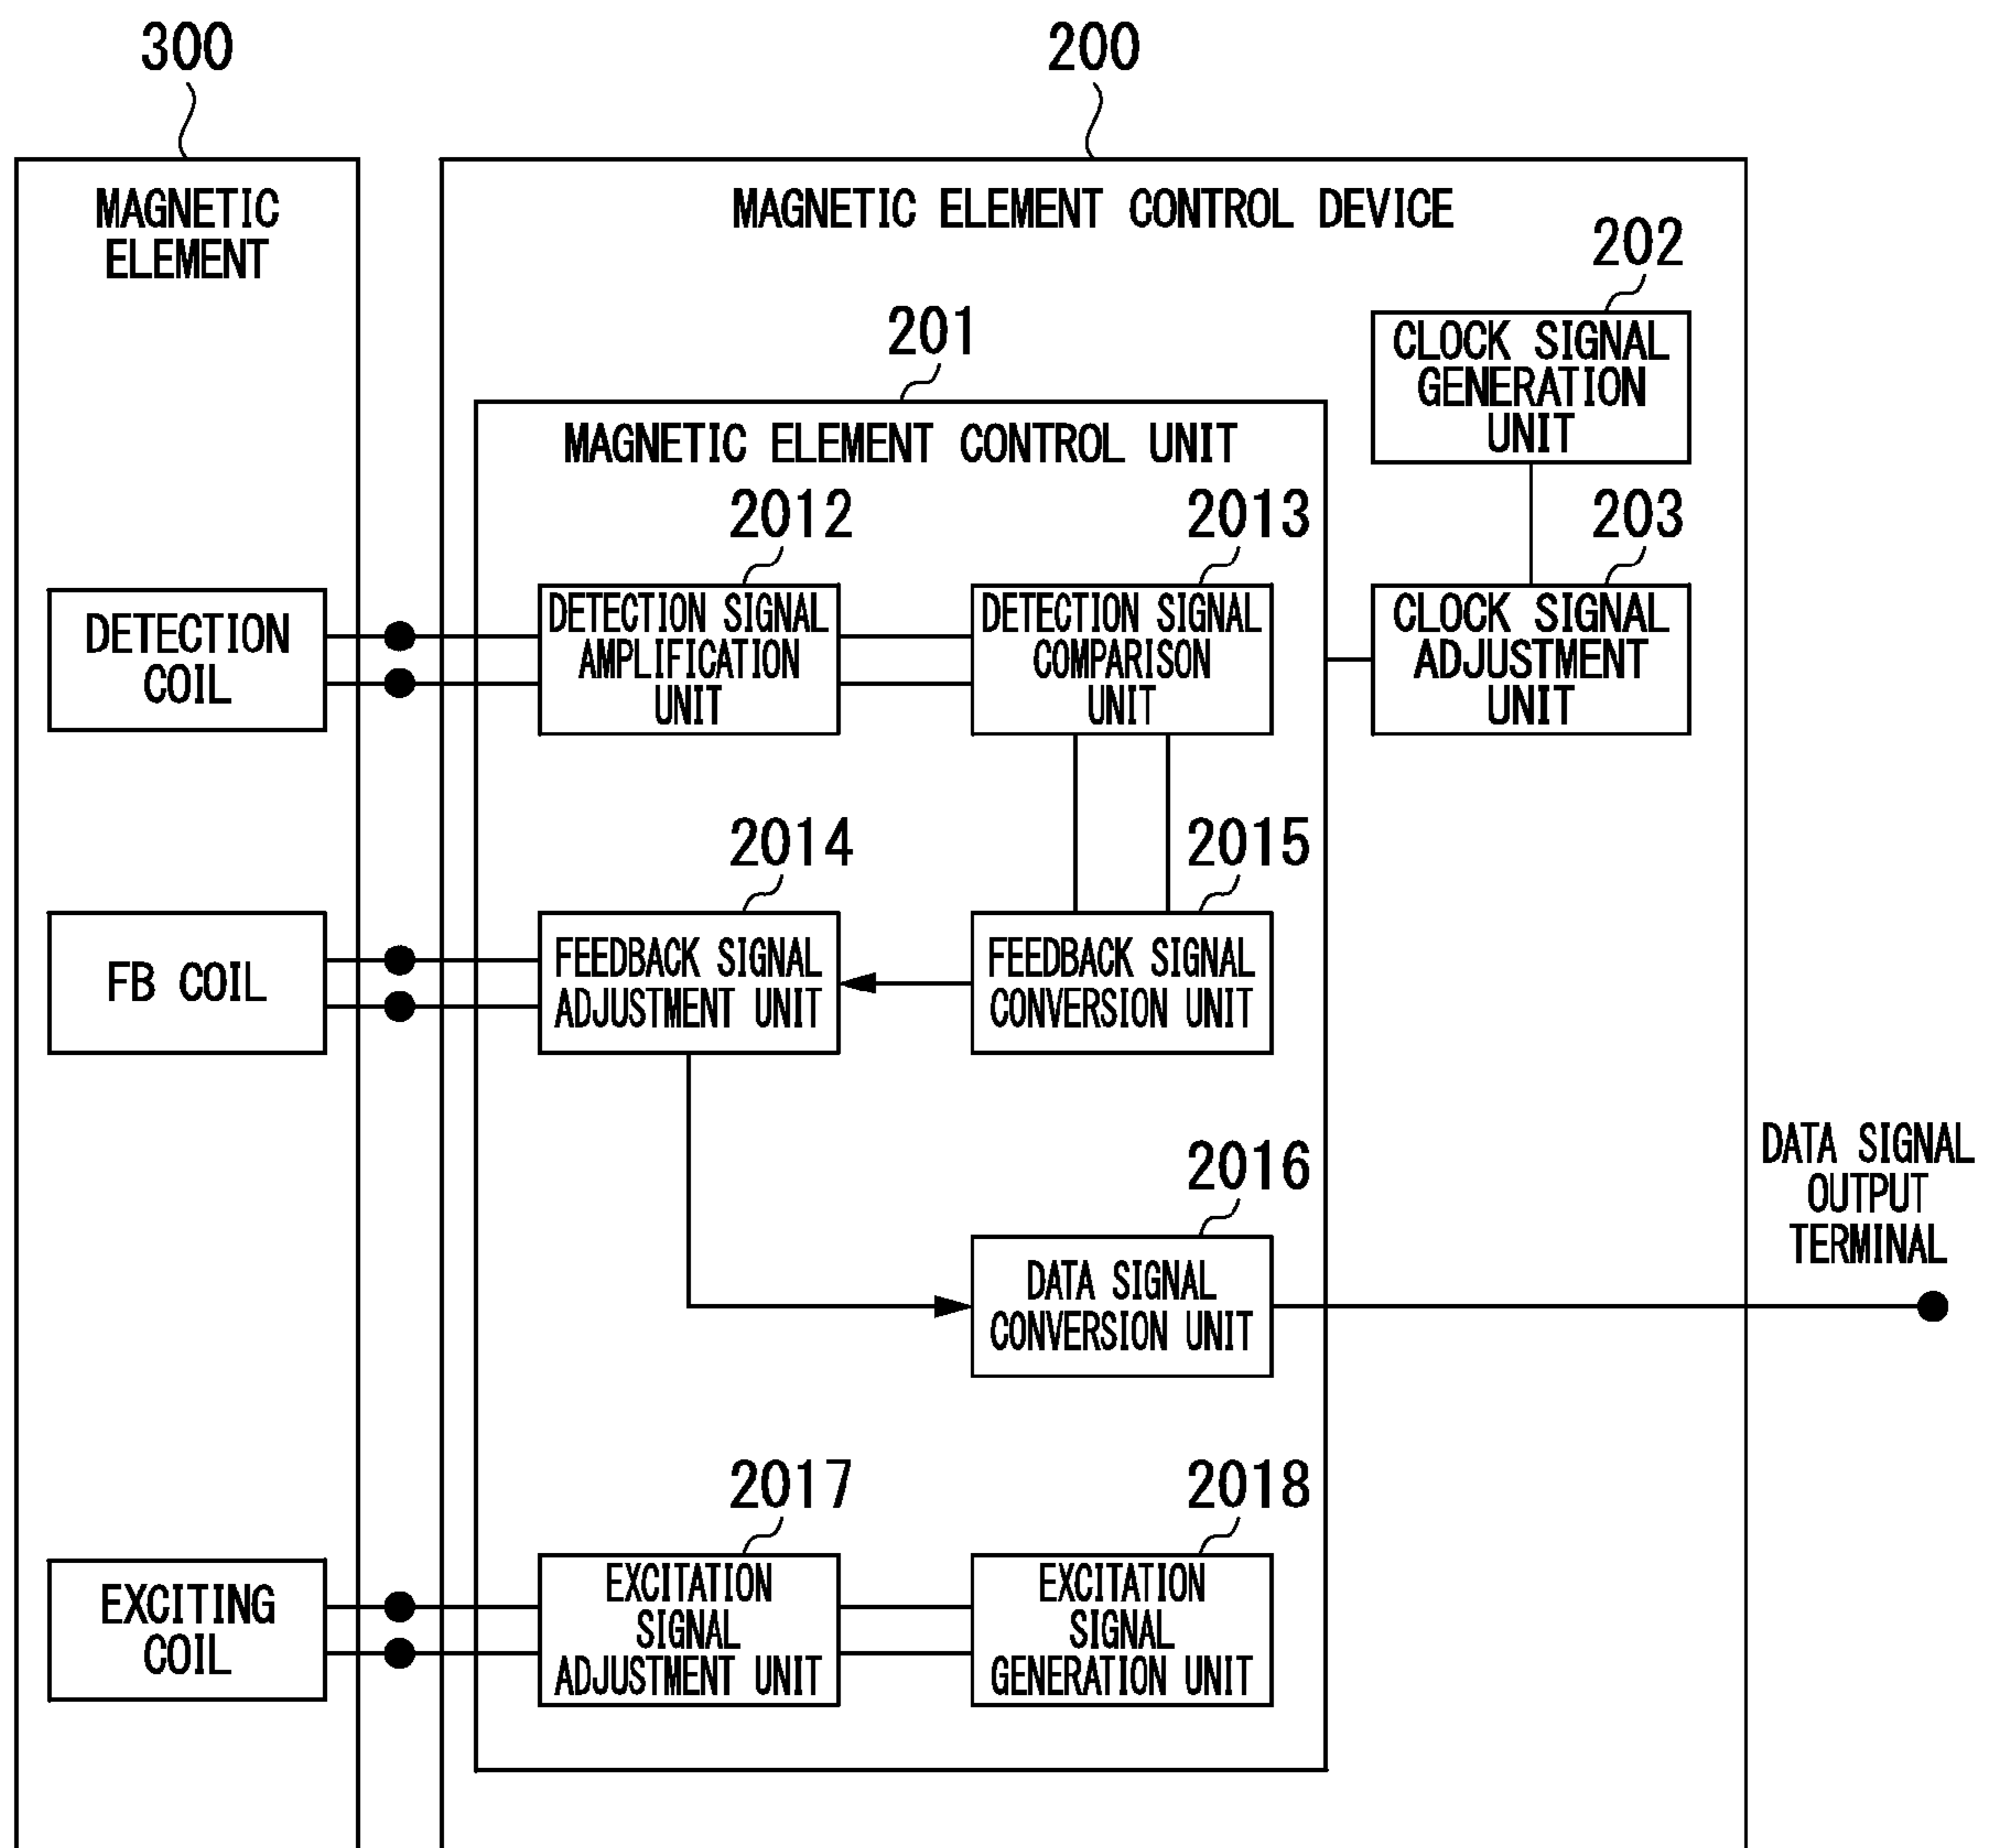 300
200
MAGNETIC
ELEMENT
MAGNETIC ELEMENT CONTROL DEVICE
202
CLOCK SIGNAL
GENERATION
UNIT
201
MAGNETIC ELEMENT CONTROL UNIT
2012
2013
203
DETECTION
COIL
DETECTION SIGNAL
AMPLIFICATION
UNIT
DETECTION SIGNAL
COMPARISON
UNIT
CLOCK SIGNAL
ADJUSTMENT
UNIT
2014
2015
FB COIL
FEEDBACK SIGNAL
ADJUSTMENT UNIT
FEEDBACK SIGNAL
CONVERSION UNIT
2016
DATA SIGNAL
OUTPUT
TERMINAL
DATA SIGNAL
CONVERSION UNIT
2017
2018
EXCITING
COIL
EXCITATION
SIGNAL
ADJUSTMENT UNIT
EXCITATION
SIGNAL
GENERATION UNIT